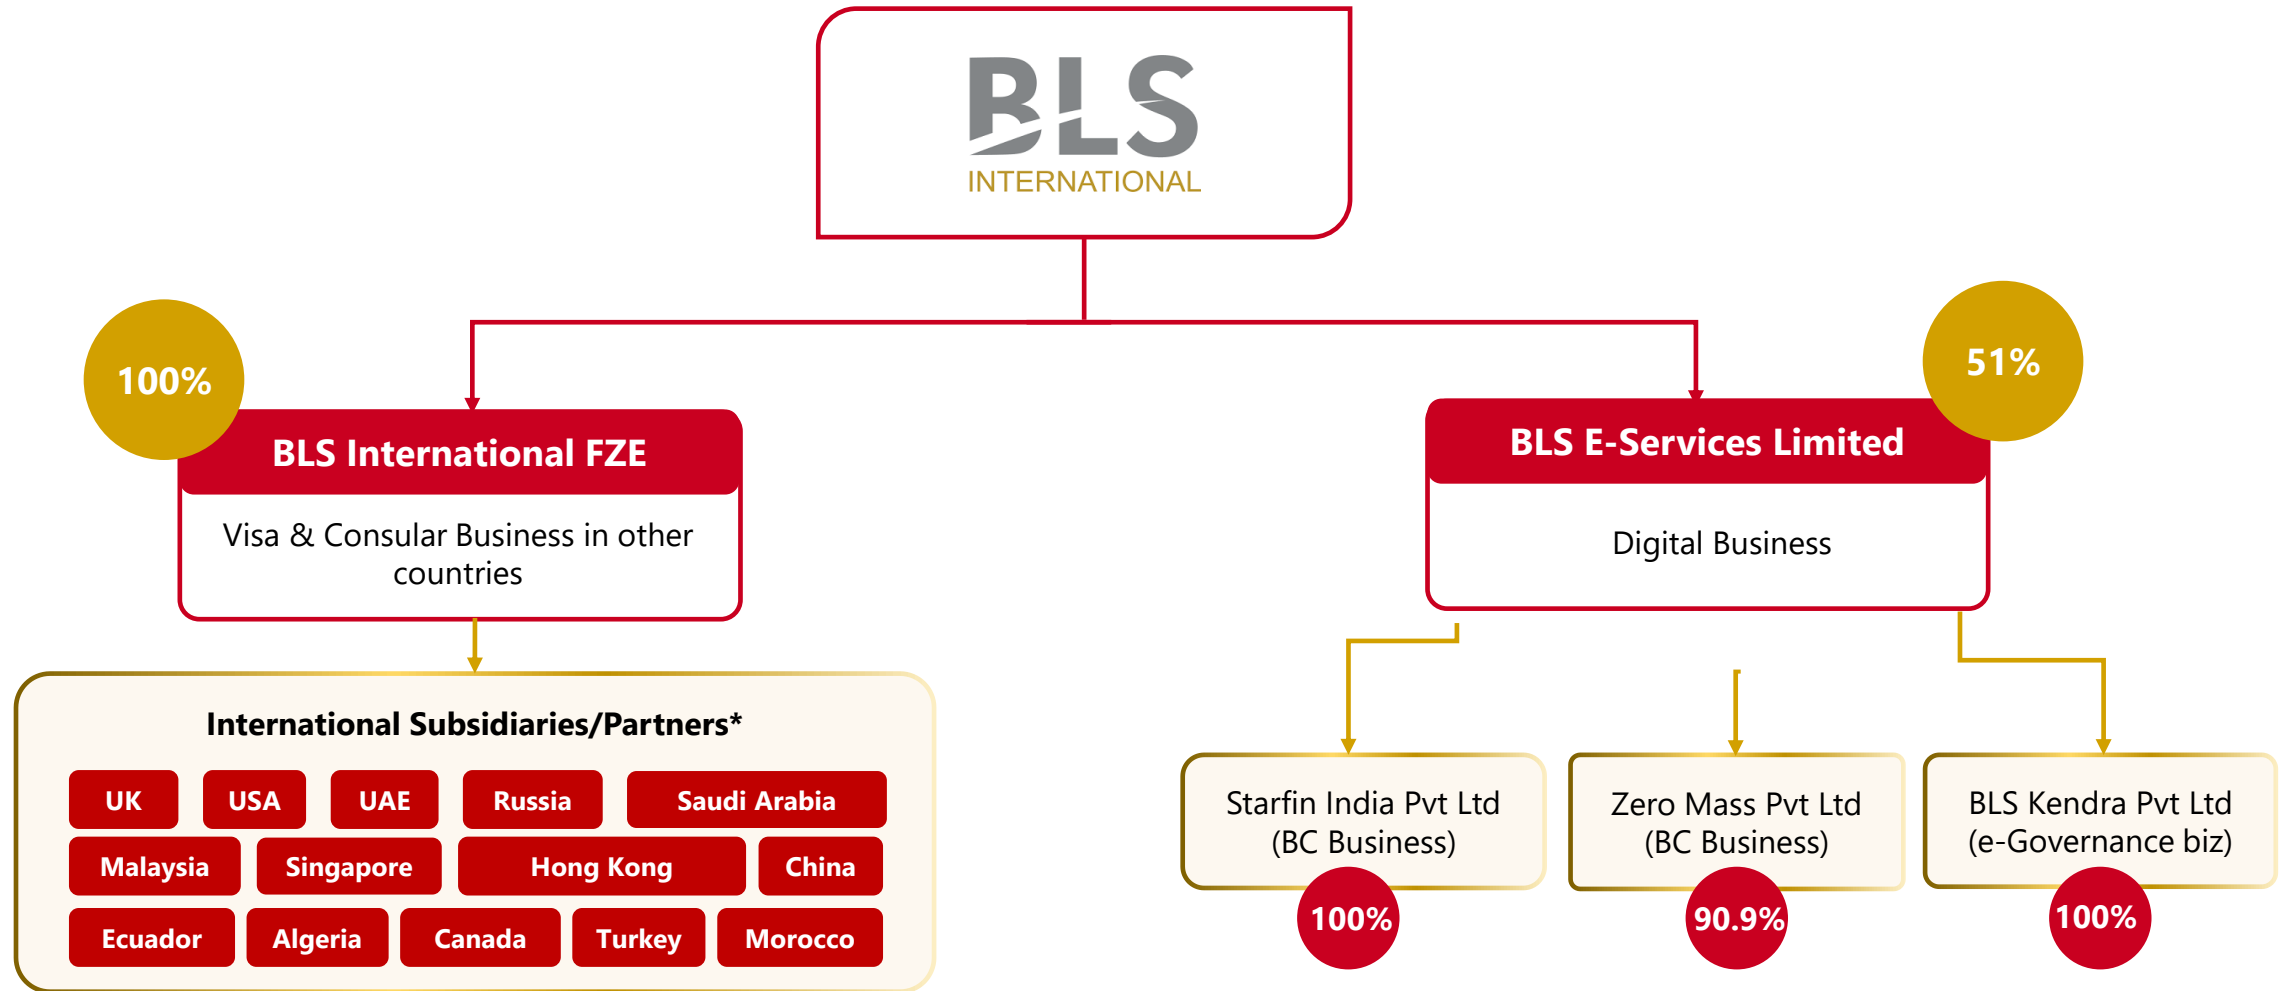 BLS
INTERNATIONAL
100%
BLS International FZE
Visa & Consular Business in other
countries
51%
BLS E-Services Limited
Digital Business
International Subsidiaries/Partners*
UK USA UAE Russia Saudi Arabia
Malaysia Singapore Hong Kong China
Ecuador Algeria Canada Turkey Morocco
Starfin India Pvt Ltd
(BC Business)
100%
Zero Mass Pvt Ltd
(BC Business)
90.9%
BLS Kendra Pvt Ltd
(e-Governance biz)
100%